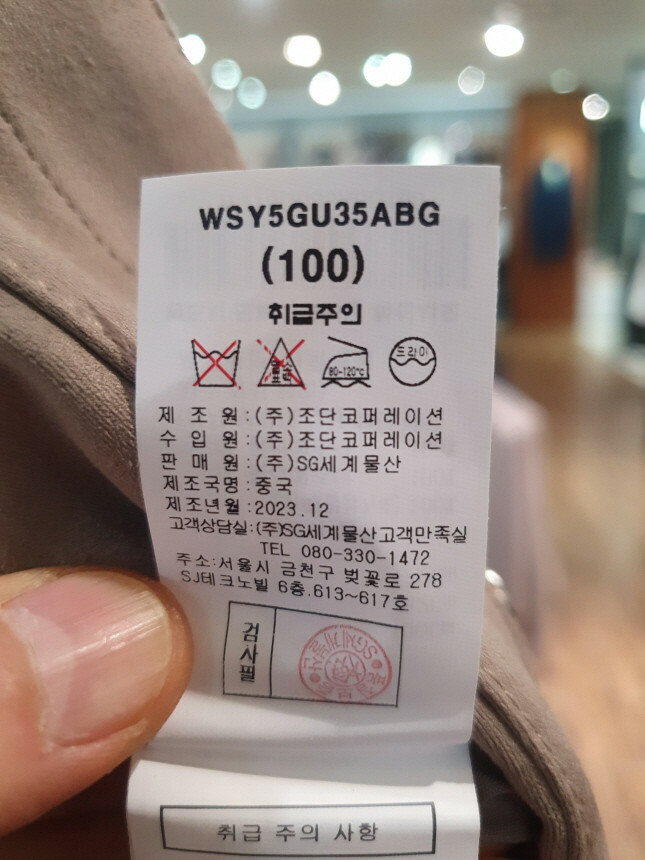 WSY5GU35ABG
(100)
취급주의
80-120℃
드라이
제 조 원:(주)조단코퍼레이션
수 입 원:(주)조단코퍼레이션
판 매 원:(주)SG세계물산
제조국명:중국
제조년월:2023.12
고객상담실:(주)SG세계물산고객만족실
TEL 080-330-1472
주소:서울시 금천구 벚꽃로 278
SJ테크노빌 6층.613~617호
검사필
취급 주의 사항